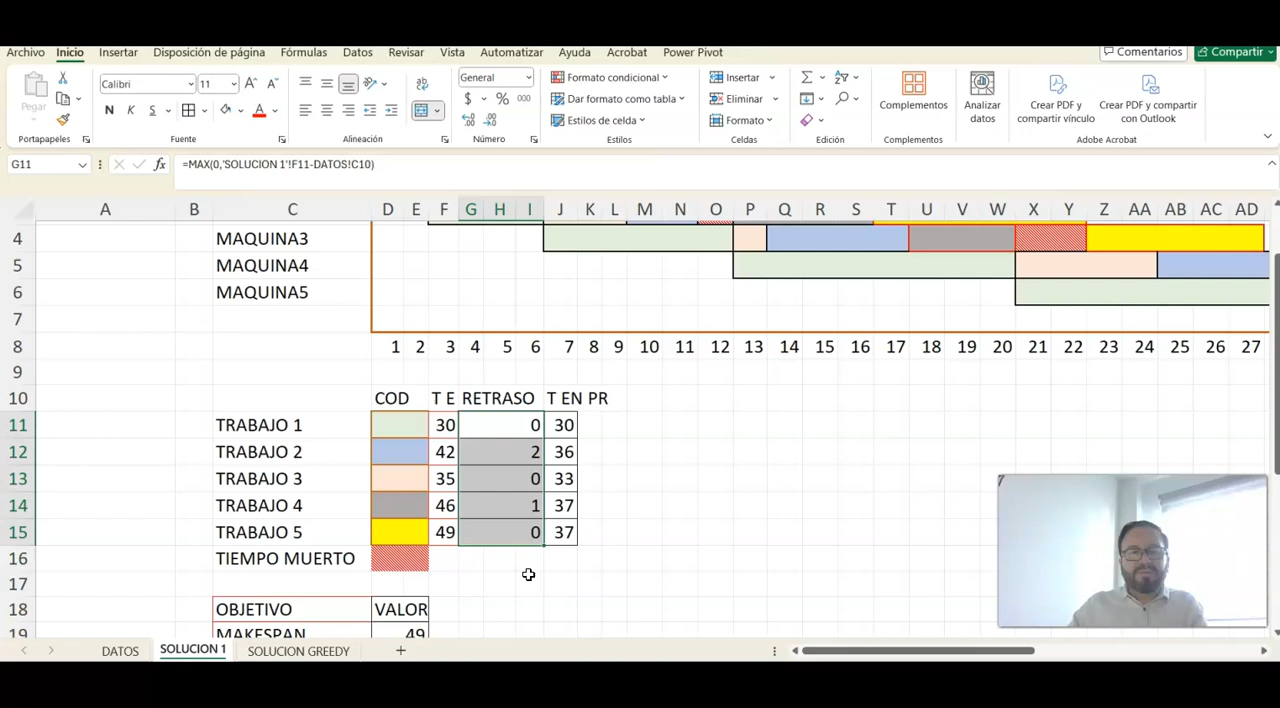 Archivo Inicio Insertar Disposición de página Fórmulas Datos Revisar Vista Automatizar Ayuda Acrobat Power Pivot Comentarios Compartir
Pegar
Calibri 11
N K S
General
$ % 000
Formato condicional
Dar formato como tabla
Estilos de celda
Insertar
Eliminar
Formato
Complementos
Analizar datos
Crear PDF y compartir vínculo
Crear PDF y compartir con Outlook
Portapapeles Fuente Alineación Número Estilos Celdas Edición Complementos Adobe Acrobat
G11 fx =MAX(0,'SOLUCION 1'!F11-DATOS!C10)
A B C D E F G H I J K L M N O P Q R S T U V W X Y Z AA AB AC AD
4 MAQUINA3
5 MAQUINA4
6 MAQUINA5
7
8 1 2 3 4 5 6 7 8 9 10 11 12 13 14 15 16 17 18 19 20 21 22 23 24 25 26 27
9
10 COD T E RETRASO T EN PR
11 TRABAJO 1 30 0 30
12 TRABAJO 2 42 2 36
13 TRABAJO 3 35 0 33
14 TRABAJO 4 46 1 37
15 TRABAJO 5 49 0 37
16 TIEMPO MUERTO
17
18 OBJETIVO VALOR
19 MAKESPAN 49
DATOS SOLUCION 1 SOLUCION GREEDY +